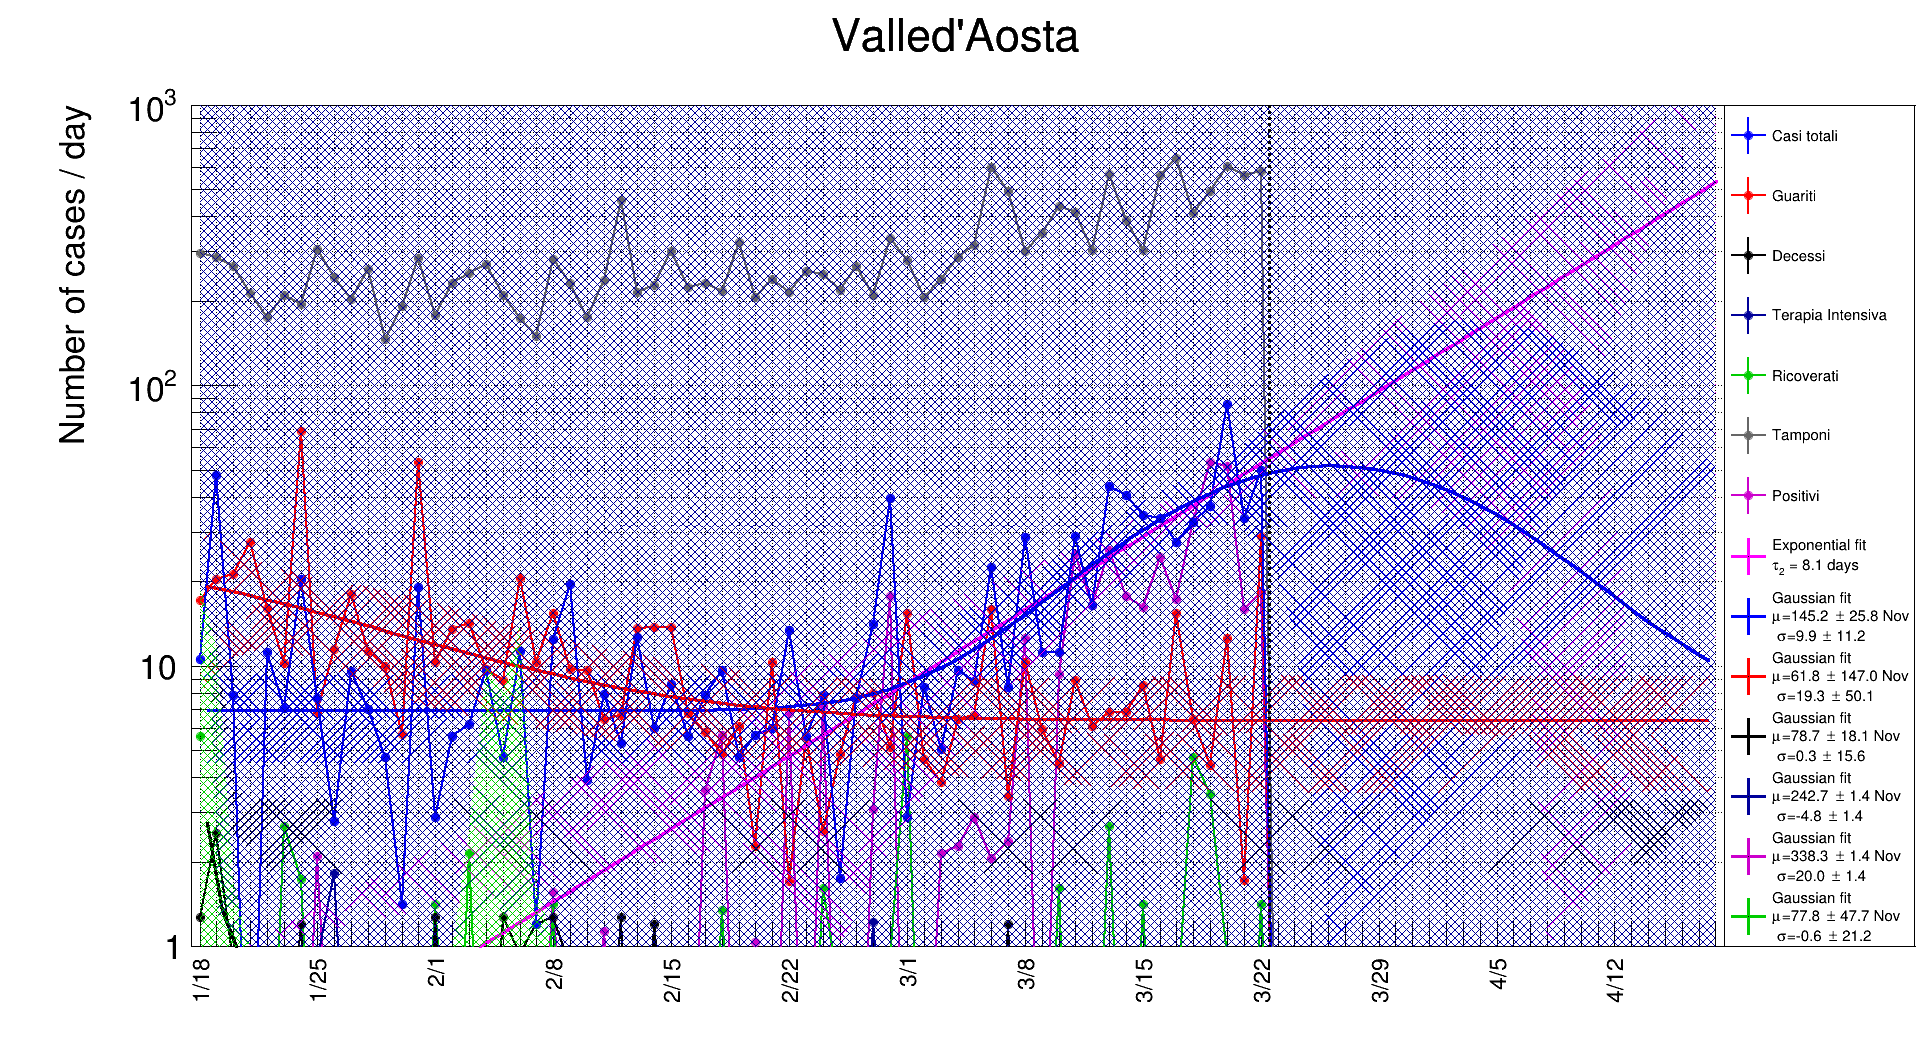 Valled'Aosta
Number of cases / day
10³
10²
10
1
1/18
1/25
2/1
2/8
2/15
2/22
3/1
3/8
3/15
3/22
3/29
4/5
4/12
Casi totali
Guariti
Decessi
Terapia Intensiva
Ricoverati
Tamponi
Positivi
Exponential fit
τ₂ = 8.1 days
Gaussian fit
μ=145.2 ± 25.8 Nov
σ=9.9 ± 11.2
Gaussian fit
μ=61.8 ± 147.0 Nov
σ=19.3 ± 50.1
Gaussian fit
μ=78.7 ± 18.1 Nov
σ=0.3 ± 15.6
Gaussian fit
μ=242.7 ± 1.4 Nov
σ=-4.8 ± 1.4
Gaussian fit
μ=338.3 ± 1.4 Nov
σ=20.0 ± 1.4
Gaussian fit
μ=77.8 ± 47.7 Nov
σ=-0.6 ± 21.2